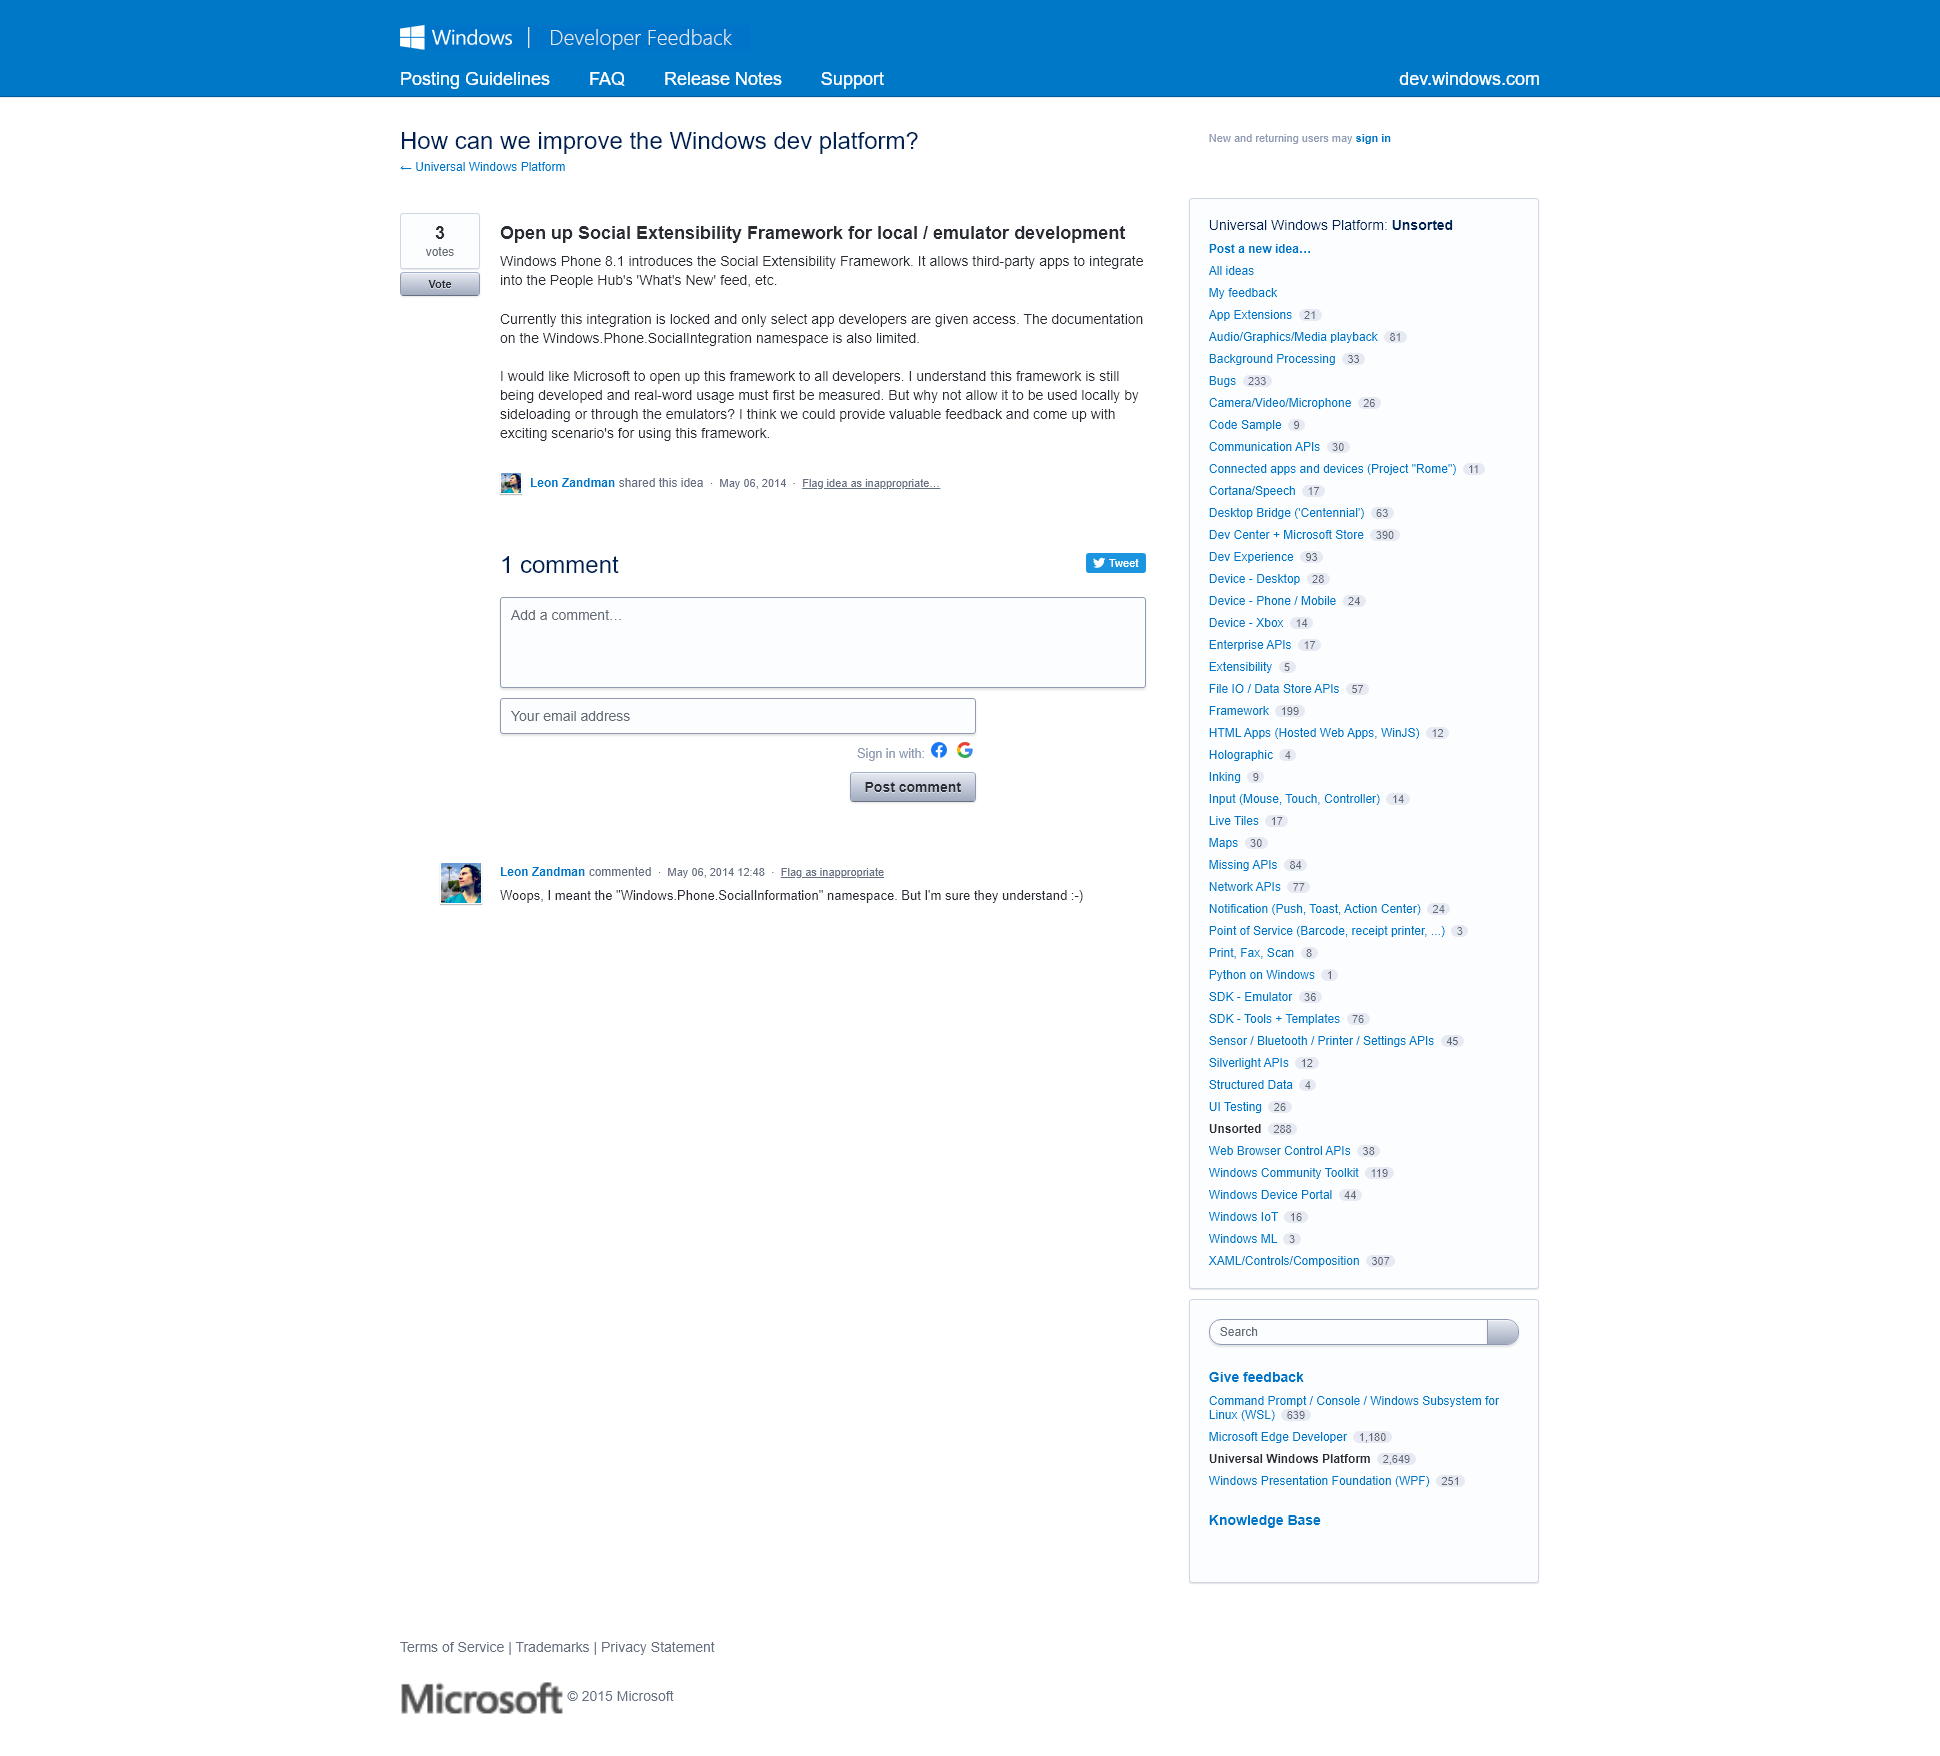 Windows | Developer Feedback
Posting Guidelines FAQ Release Notes Support dev.windows.com
How can we improve the Windows dev platform?
← Universal Windows Platform
New and returning users may sign in
3
votes
Vote
Open up Social Extensibility Framework for local / emulator development
Windows Phone 8.1 introduces the Social Extensibility Framework. It allows third-party apps to integrate
into the People Hub's 'What's New' feed, etc.
Currently this integration is locked and only select app developers are given access. The documentation
on the Windows.Phone.SocialIntegration namespace is also limited.
I would like Microsoft to open up this framework to all developers. I understand this framework is still
being developed and real-word usage must first be measured. But why not allow it to be used locally by
sideloading or through the emulators? I think we could provide valuable feedback and come up with
exciting scenario's for using this framework.
Leon Zandman shared this idea · May 06, 2014 · Flag idea as inappropriate…
1 comment
Tweet
Add a comment…
Your email address
Sign in with:
Post comment
Leon Zandman commented · May 06, 2014 12:48 · Flag as inappropriate
Woops, I meant the "Windows.Phone.SocialInformation" namespace. But I'm sure they understand :-)
Universal Windows Platform: Unsorted
Post a new idea…
All ideas
My feedback
App Extensions 21
Audio/Graphics/Media playback 81
Background Processing 33
Bugs 233
Camera/Video/Microphone 26
Code Sample 9
Communication APIs 30
Connected apps and devices (Project "Rome") 11
Cortana/Speech 17
Desktop Bridge ('Centennial') 63
Dev Center + Microsoft Store 390
Dev Experience 93
Device - Desktop 28
Device - Phone / Mobile 24
Device - Xbox 14
Enterprise APIs 17
Extensibility 5
File IO / Data Store APIs 57
Framework 199
HTML Apps (Hosted Web Apps, WinJS) 12
Holographic 4
Inking 9
Input (Mouse, Touch, Controller) 14
Live Tiles 17
Maps 30
Missing APIs 84
Network APIs 77
Notification (Push, Toast, Action Center) 24
Point of Service (Barcode, receipt printer, ...) 3
Print, Fax, Scan 8
Python on Windows 1
SDK - Emulator 36
SDK - Tools + Templates 76
Sensor / Bluetooth / Printer / Settings APIs 45
Silverlight APIs 12
Structured Data 4
UI Testing 26
Unsorted 288
Web Browser Control APIs 38
Windows Community Toolkit 119
Windows Device Portal 44
Windows IoT 16
Windows ML 3
XAML/Controls/Composition 307
Search
Give feedback
Command Prompt / Console / Windows Subsystem for
Linux (WSL) 639
Microsoft Edge Developer 1,180
Universal Windows Platform 2,649
Windows Presentation Foundation (WPF) 251
Knowledge Base
Terms of Service | Trademarks | Privacy Statement
Microsoft © 2015 Microsoft